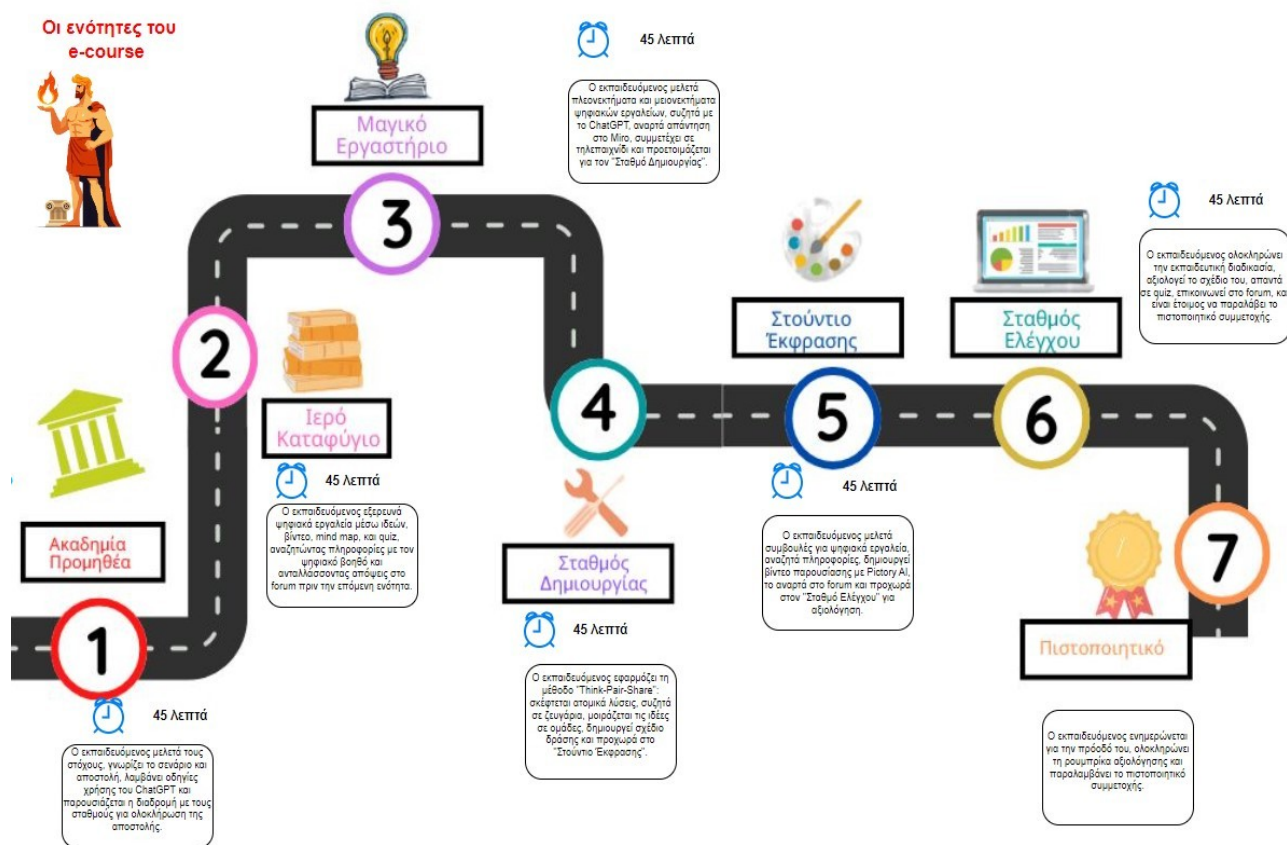 Οι ενότητες του
e-course
45 Λεπτά
Ο εκπαιδευόμενος μελετά
πλεονεκτήματα και μειονεκτήματα
ψηφιακών εργαλείων, συζητά με
το ChatGPT, αναρτά απάντηση
στο Miro, συμμετέχει σε
τηλεπαιχνίδι και προετοιμάζεται
για τον "Σταθμό Δημιουργίας".
Μαγικό
Εργαστήριο
3
45 Λεπτά
Ο εκπαιδευόμενος ολοκληρώνει
την εκπαιδευτική διαδικασία,
αξιολογεί το σχέδιο του, απαντά
σε quiz, επικοινωνεί στο forum, και
είναι έτοιμος να παραλάβει το
πιστοποιητικό συμμετοχής.
Στούντιο
Έκφρασης
Σταθμός
Ελέγχου
2
Ιερό
Καταφύγιο
45 Λεπτά
Ο εκπαιδευόμενος εξερευνά
ψηφιακά εργαλεία μέσω ιδεών,
βίντεο, mind map, και quiz,
αναζητώντας πληροφορίες με τον
ψηφιακό βοηθό και
ανταλλάσσοντας απόψεις στο
forum πριν την επόμενη ενότητα.
4
5
6
45 Λεπτά
Ο εκπαιδευόμενος μελετά
συμβουλές για ψηφιακά εργαλεία,
αναζητά πληροφορίες, δημιουργεί
βίντεο παρουσίασης με Pictory AI,
το αναρτά στο forum και προχωρά
στον "Σταθμό Ελέγχου" για
αξιολόγηση.
Ακαδημία
Προμηθέα
1
45 Λεπτά
Ο εκπαιδευόμενος μελετά τους
στόχους, γνωρίζει το σενάριο και
αποστολή, λαμβάνει οδηγίες
χρήσης του ChatGPT και
παρουσιάζεται η διαδρομή με τους
σταθμούς για ολοκλήρωση της
αποστολής.
Σταθμός
Δημιουργίας
45 Λεπτά
Ο εκπαιδευόμενος εφαρμόζει τη
μέθοδο "Think-Pair-Share":
σκέφτεται ατομικά λύσεις, συζητά
σε ζευγάρια, μοιράζεται τις ιδέες
σε ομάδες, δημιουργεί σχέδιο
δράσης και προχωρά στο
"Στούντιο Έκφρασης".
7
Πιστοποιητικό
Ο εκπαιδευόμενος ενημερώνεται
για την πρόοδό του, ολοκληρώνει
τη ρουμπρίκα αξιολόγησης και
παραλαμβάνει το πιστοποιητικό
συμμετοχής.